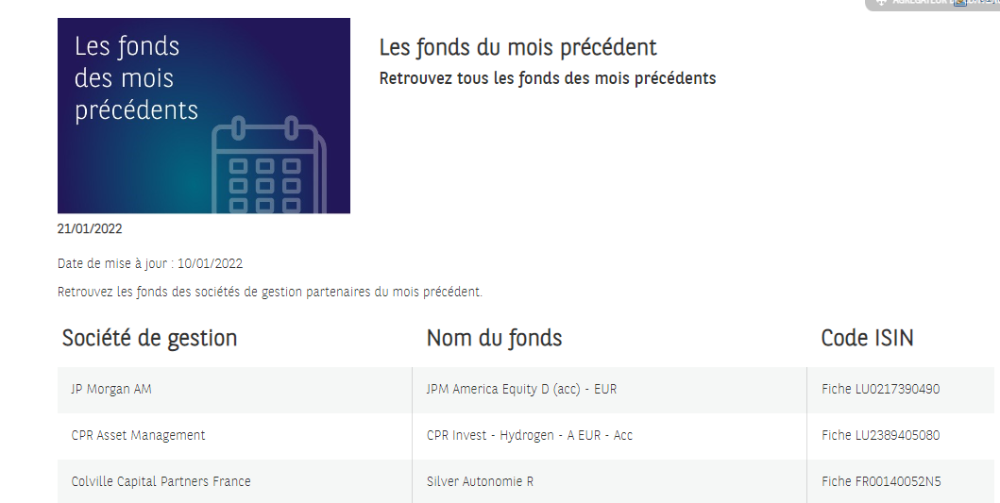 Les fonds
des mois
précédents
Les fonds du mois précédent
Retrouvez tous les fonds des mois précédents
21/01/2022
Date de mise à jour : 10/01/2022
Retrouvez les fonds des sociétés de gestion partenaires du mois précédent.
Société de gestion Nom du fonds Code ISIN
JP Morgan AM JPM America Equity D (acc) - EUR Fiche LU0217390490
CPR Asset Management CPR Invest - Hydrogen - A EUR - Acc Fiche LU2389405080
Colville Capital Partners France Silver Autonomie R Fiche FR00140052N5